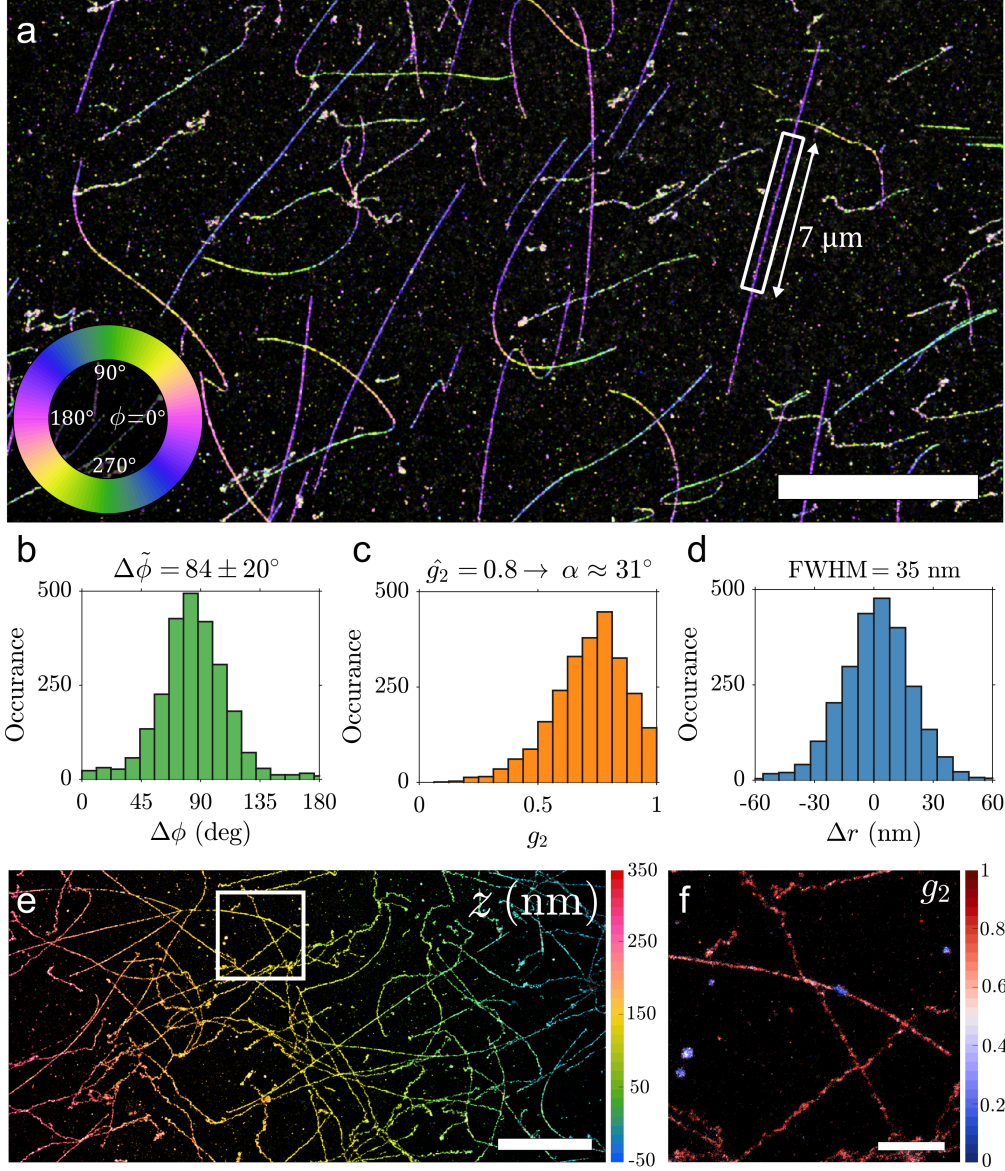 a
7 μm
90°
180° ϕ=0°
270°
b
Δϕ̃ = 84 ± 20°
500
250
0
Occurance
0 45 90 135 180
Δϕ (deg)
c
ĝ₂ = 0.8 → α ≈ 31°
500
250
0
Occurance
0 0.5 1
g₂
d
FWHM = 35 nm
500
250
0
Occurance
-60 -30 0 30 60
Δr (nm)
e
z (nm)
350
250
150
50
-50
f
g₂
1
0.8
0.6
0.4
0.2
0